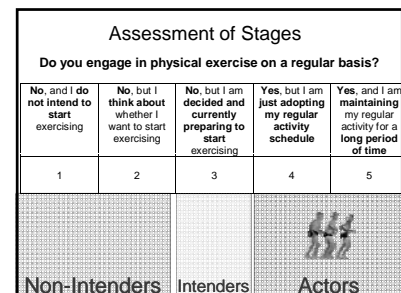 Assessment of Stages
Do you engage in physical exercise on a regular basis?
No, and I do
not intend to
start
exercising
No, but I
think about
whether I
want to start
exercising
No, but I am
decided and
currently
preparing to
start
exercising
Yes, but I am
just adopting
my regular
activity
schedule
Yes, and I am
maintaining
my regular
activity for a
long period
of time
1
2
3
4
5
Non-Intenders
Intenders
Actors